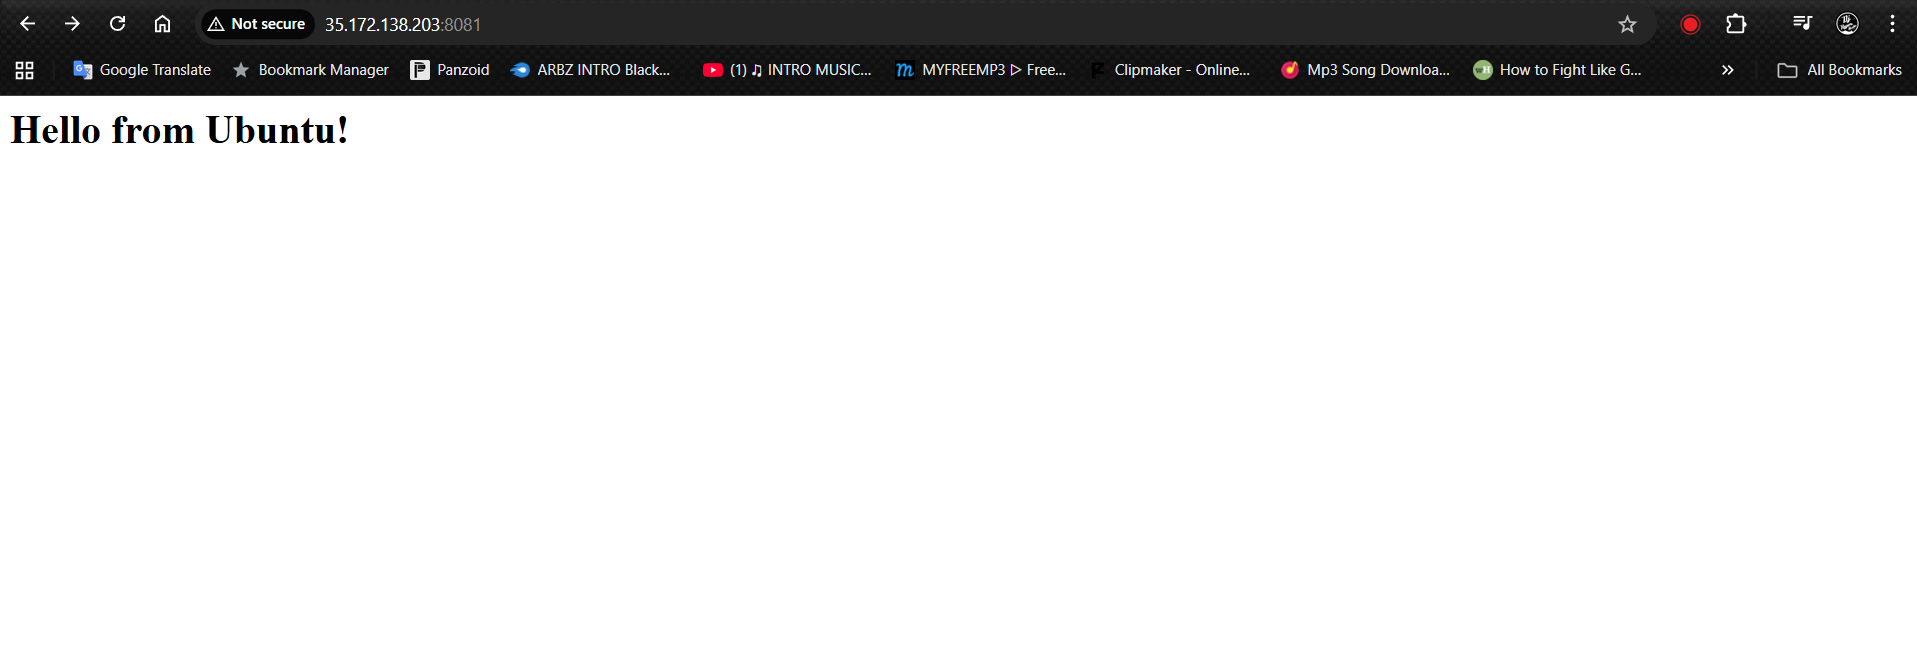 Not secure 35.172.138.203:8081
Google Translate Bookmark Manager Panzoid ARBZ INTRO Black... (1) ♫ INTRO MUSIC... MYFREEMP3 ▷ Free... Clipmaker - Online... Mp3 Song Downloa... How to Fight Like G... » All Bookmarks
Hello from Ubuntu!